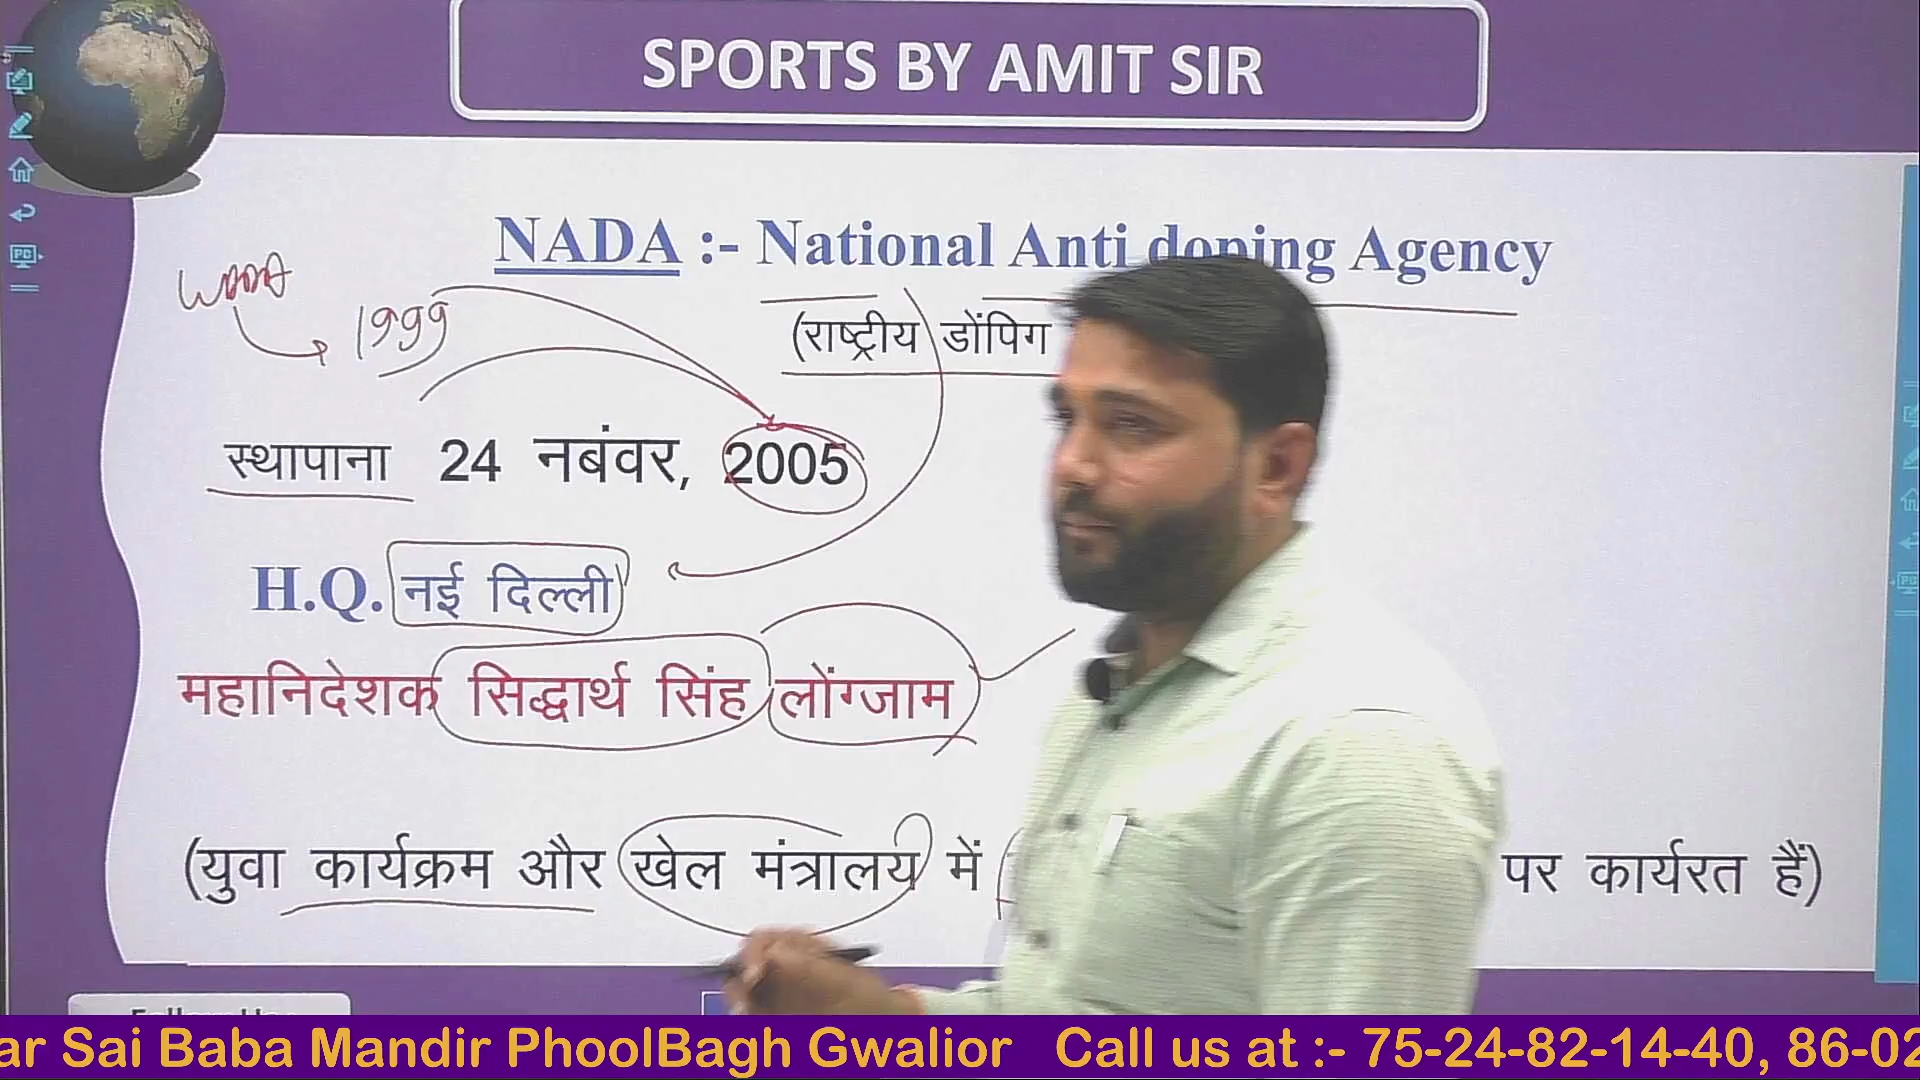 SPORTS BY AMIT SIR
NADA :- National Anti doping Agency
WADA
1999
(राष्ट्रीय डोंपिग
स्थापाना 24 नबंवर, 2005
H.Q. नई दिल्ली
महानिदेशक सिद्धार्थ सिंह लोंग्जाम
(युवा कार्यक्रम और खेल मंत्रालय में पर कार्यरत हैं)
ar Sai Baba Mandir PhoolBagh Gwalior Call us at :- 75-24-82-14-40, 86-02